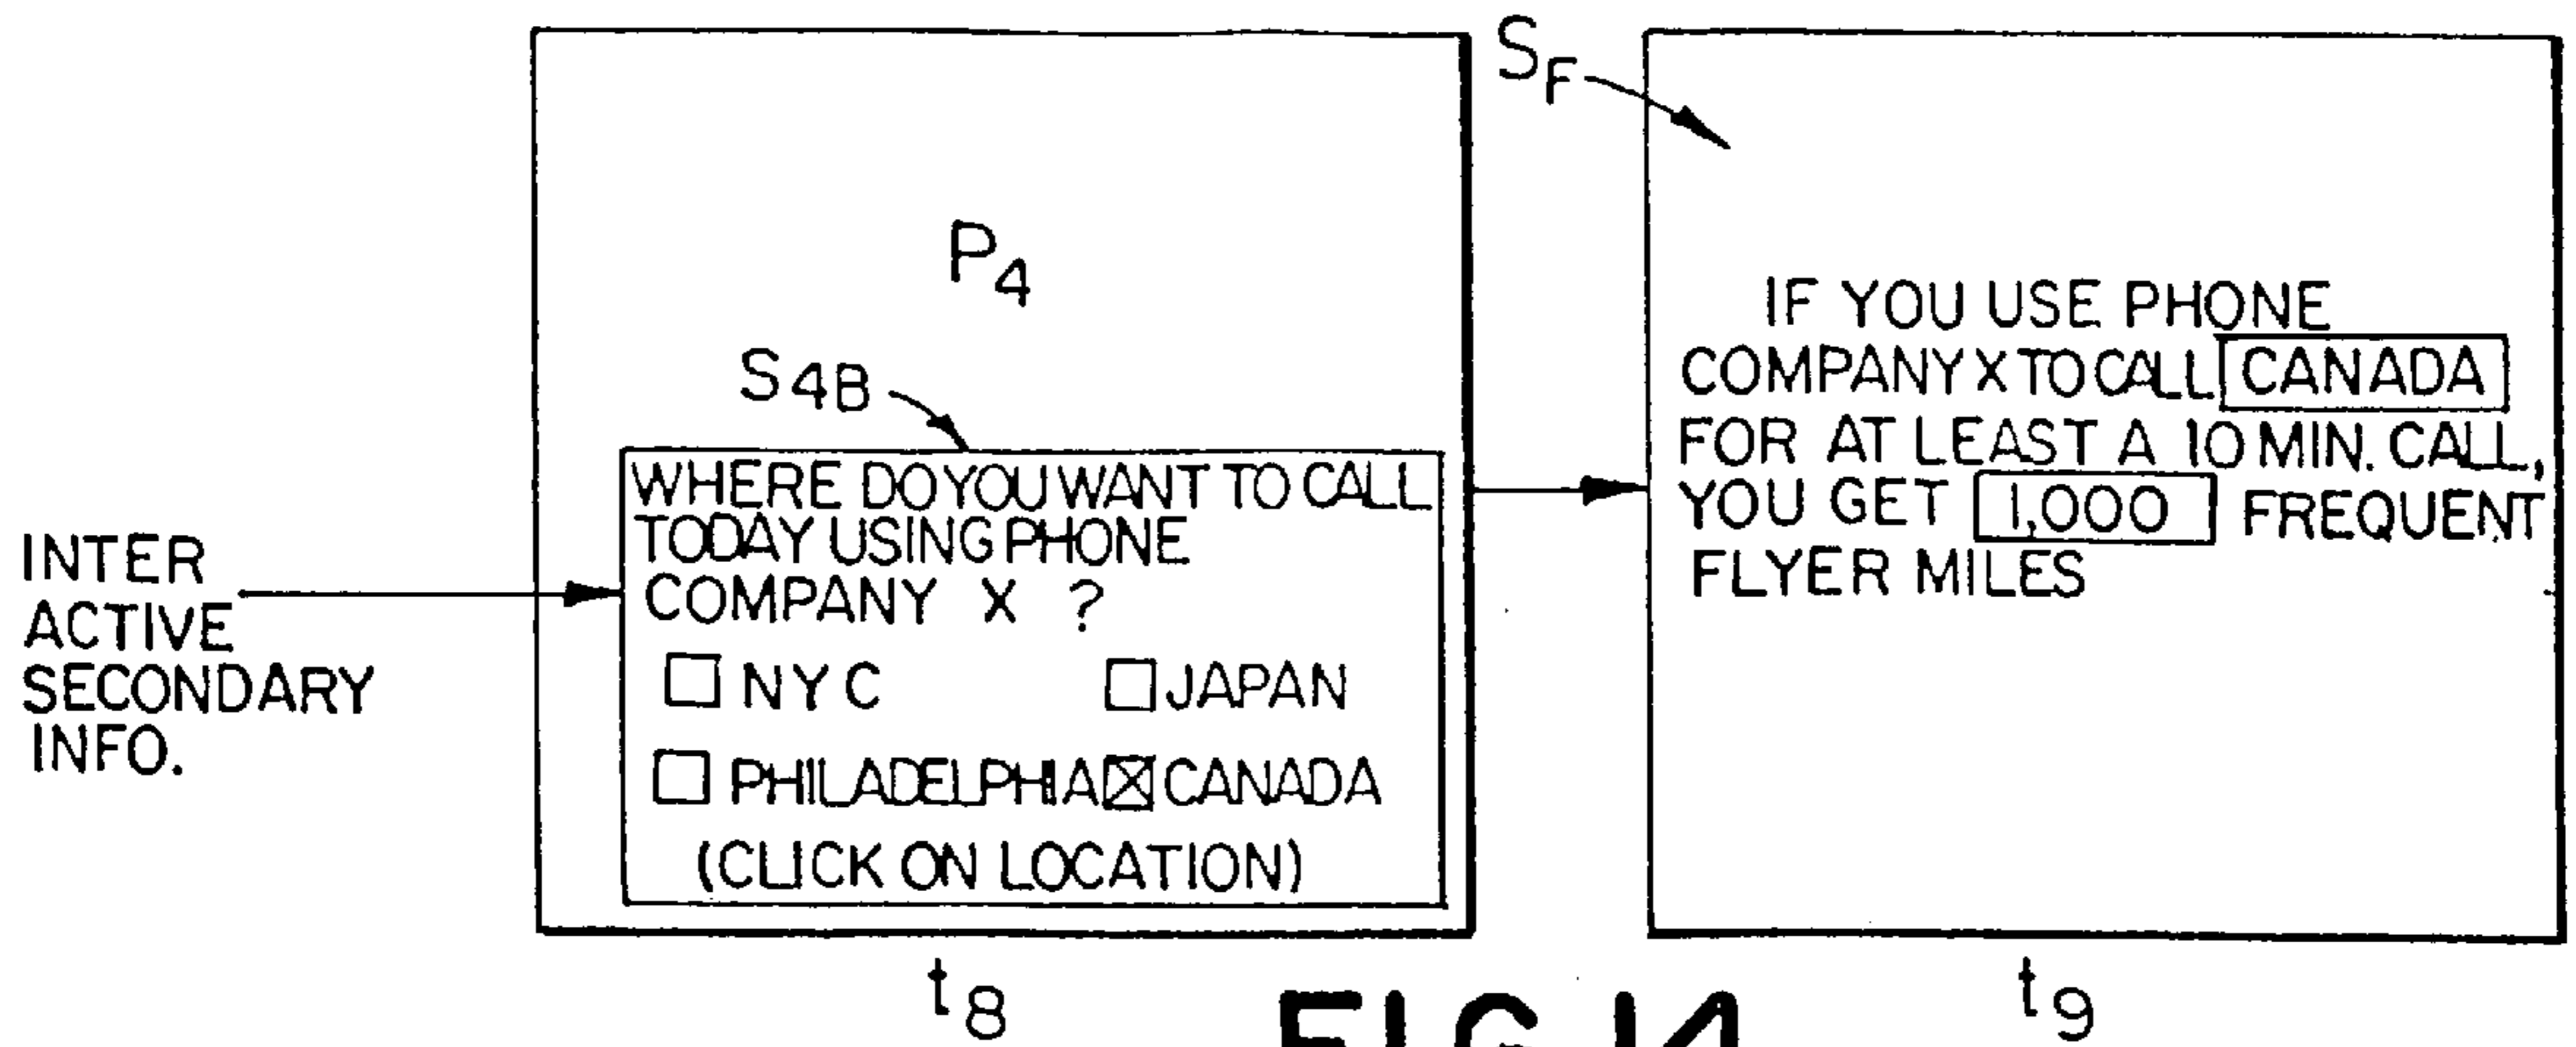 INTER
ACTIVE
SECONDARY
INFO.
P4
S4B
WHERE DO YOU WANT TO CALL
TODAY USING PHONE
COMPANY X ?
NYC
JAPAN
PHILADELPHIA
CANADA
(CLICK ON LOCATION)
t8
SF
IF YOU USE PHONE
COMPANY X TO CALL CANADA
FOR AT LEAST A 10 MIN. CALL,
YOU GET 1,000 FREQUENT
FLYER MILES
t9
FIG.14